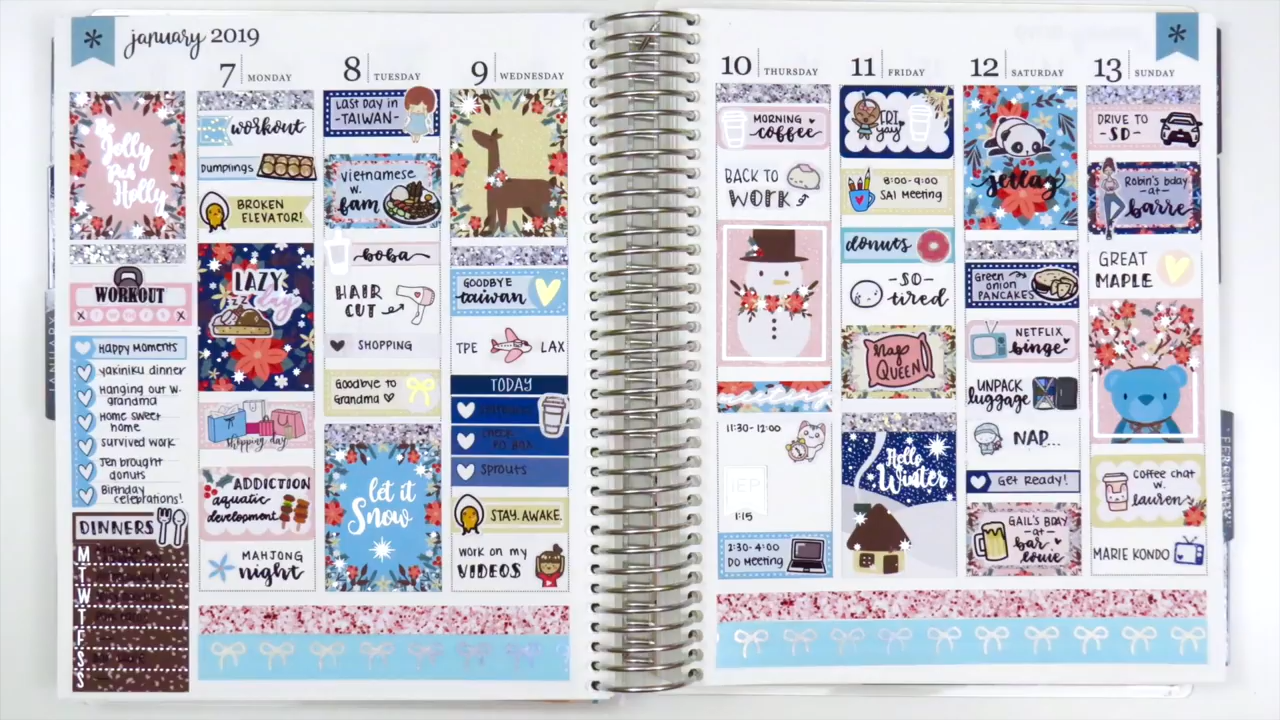 january 2019
7 MONDAY
8 TUESDAY
9 WEDNESDAY
10 THURSDAY
11 FRIDAY
12 SATURDAY
13 SUNDAY
Be
Jolly
Holly
WORKOUT
Happy Moments
yakiniku dinner
Hanging out w.
grandma
Home sweet
home
survived work
Jen brought
donuts
Birthday
celebrations!
DINNERS
M
T
W
T
F
S
S
workout
Dumplings
BROKEN
ELEVATOR!
LAZY
day
shopping day
ADDICTION
aquatic
development
MAHJONG
night
Last Day in
-TAIWAN-
vietnamese
w.
fam
boba
HAIR
CUT
SHOPPING
Goodbye to
Grandma
let it
Snow
GOODBYE
taiwan
TPE
LAX
TODAY
Sprouts
STAY AWAKE.
WORK ON MY
VIDEOS
MORNING
coffee
BACK TO
WORK
11:30-12:00
IEP
1:15
2:30-4:00
DO Meeting
FRI
yay
8:00-9:00
SAI Meeting
donuts
-SO-
tired
nap
QUEEN
Hello
Winter
jetlag
Green
onion
PANCAKES
NETFLIX
binge
UNPACK
luggage
NAP...
Get Ready!
GAIL'S BDAY
-at-
bar
louie
DRIVE TO
-SD-
Robin's bday
-at-
barre
GREAT
MAPLE
Coffee chat
w.
lauren
MARIE KONDO
JANUARY
FEBRUARY